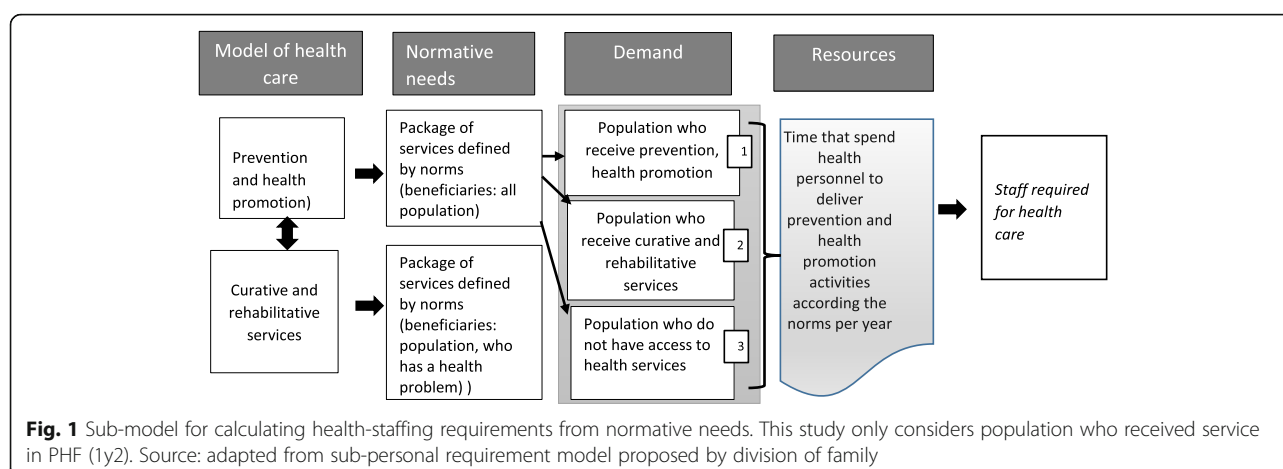 Model of health
care
Normative
needs
Demand
Resources
Prevention
and health
promotion)
Curative and
rehabilitative
services
Package of
services defined
by norms
(beneficiaries: all
population)
Package of
services defined
by norms
(beneficiaries:
population, who
has a health
problem) )
Population who
receive prevention,
health promotion
1
Population who
receive curative and
rehabilitative
services
2
Population who do
not have access to
health services
3
Time that spend
health
personnel to
deliver
prevention and
health
promotion
activities
according the
norms per year
Staff required
for health
care
Fig. 1 Sub-model for calculating health-staffing requirements from normative needs. This study only considers population who received service
in PHF (1y2). Source: adapted from sub-personal requirement model proposed by division of family